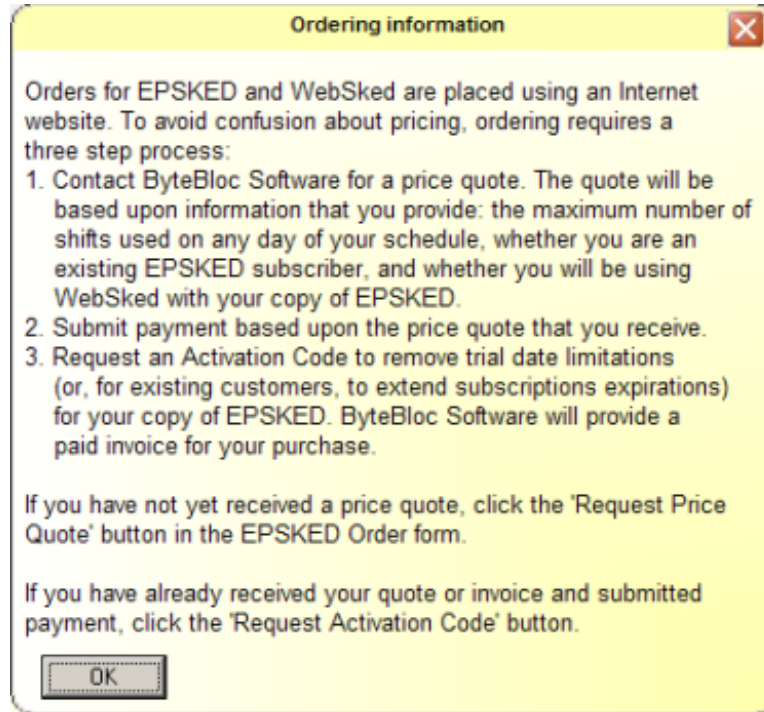 Ordering information
Orders for EPSKED and WebSked are placed using an Internet
website. To avoid confusion about pricing, ordering requires a
three step process:
1. Contact ByteBloc Software for a price quote. The quote will be
based upon information that you provide: the maximum number of
shifts used on any day of your schedule, whether you are an
existing EPSKED subscriber, and whether you will be using
WebSked with your copy of EPSKED.
2. Submit payment based upon the price quote that you receive.
3. Request an Activation Code to remove trial date limitations
(or, for existing customers, to extend subscriptions expirations)
for your copy of EPSKED. ByteBloc Software will provide a
paid invoice for your purchase.
If you have not yet received a price quote, click the 'Request Price
Quote' button in the EPSKED Order form.
If you have already received your quote or invoice and submitted
payment, click the 'Request Activation Code' button.
OK